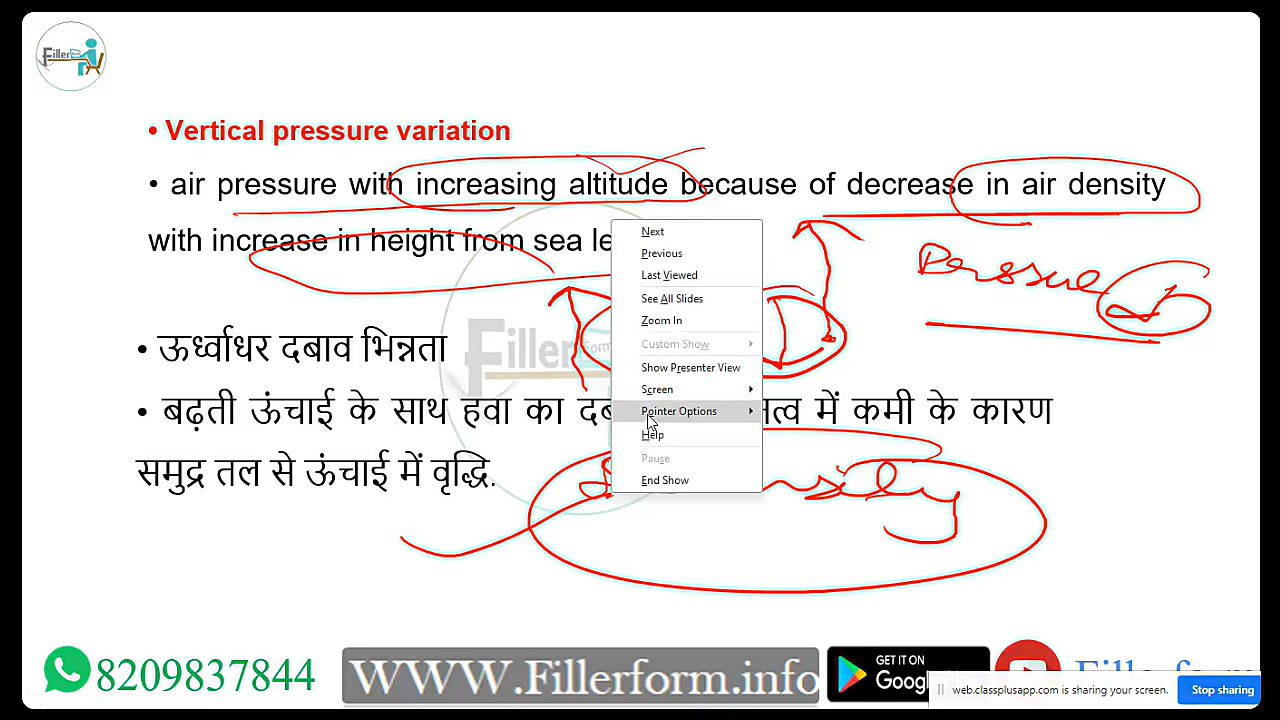 Filler
• Vertical pressure variation
• air pressure with increasing altitude because of decrease in air density
with increase in height from sea le
Next
Previous
Last Viewed
See All Slides
Zoom In
Custom Show
Show Presenter View
Screen
Pointer Options
Help
Pause
End Show
Fillerform
• ऊर्ध्वाधर दबाव भिन्नता
• बढ़ती ऊंचाई के साथ हवा का दब त्व में कमी के कारण
समुद्र तल से ऊंचाई में वृद्धि.
8209837844
WWW.Fillerform.info
GET IT ON
Goog
Fillerform
web.classplusapp.com is sharing your screen.
Stop sharing